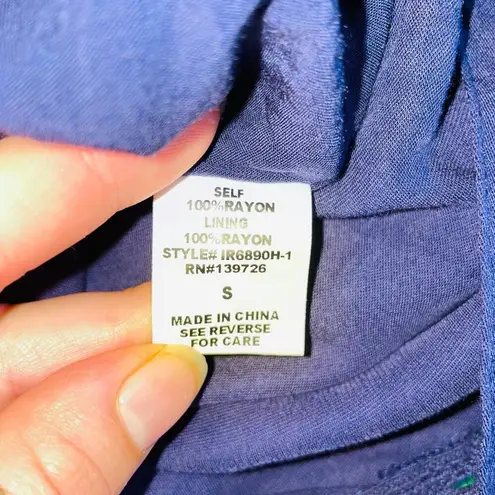 SELF
100%RAYON
LINING
100%RAYON
STYLE# IR6890H-1
RN#139726
S
MADE IN CHINA
SEE REVERSE
FOR CARE